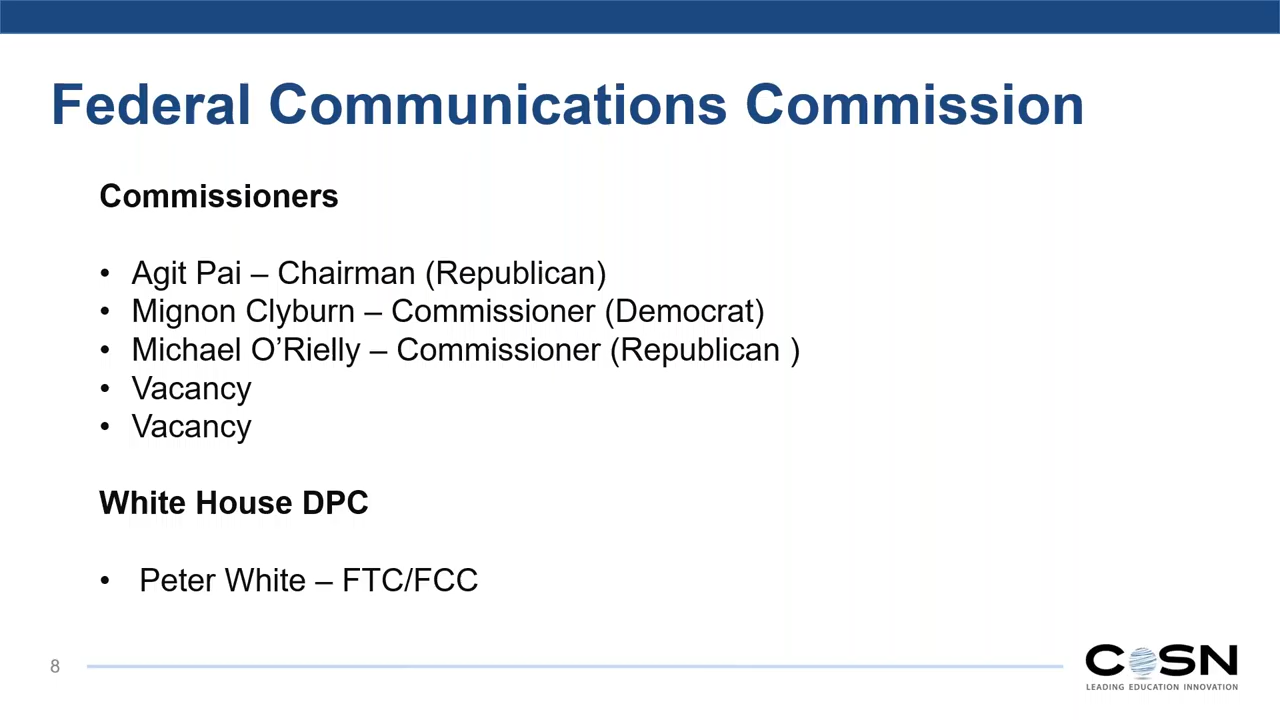 Federal Communications Commission
Commissioners
• Agit Pai – Chairman (Republican)
• Mignon Clyburn – Commissioner (Democrat)
• Michael O’Rielly – Commissioner (Republican )
• Vacancy
• Vacancy
White House DPC
• Peter White – FTC/FCC
8
COSN
LEADING EDUCATION INNOVATION